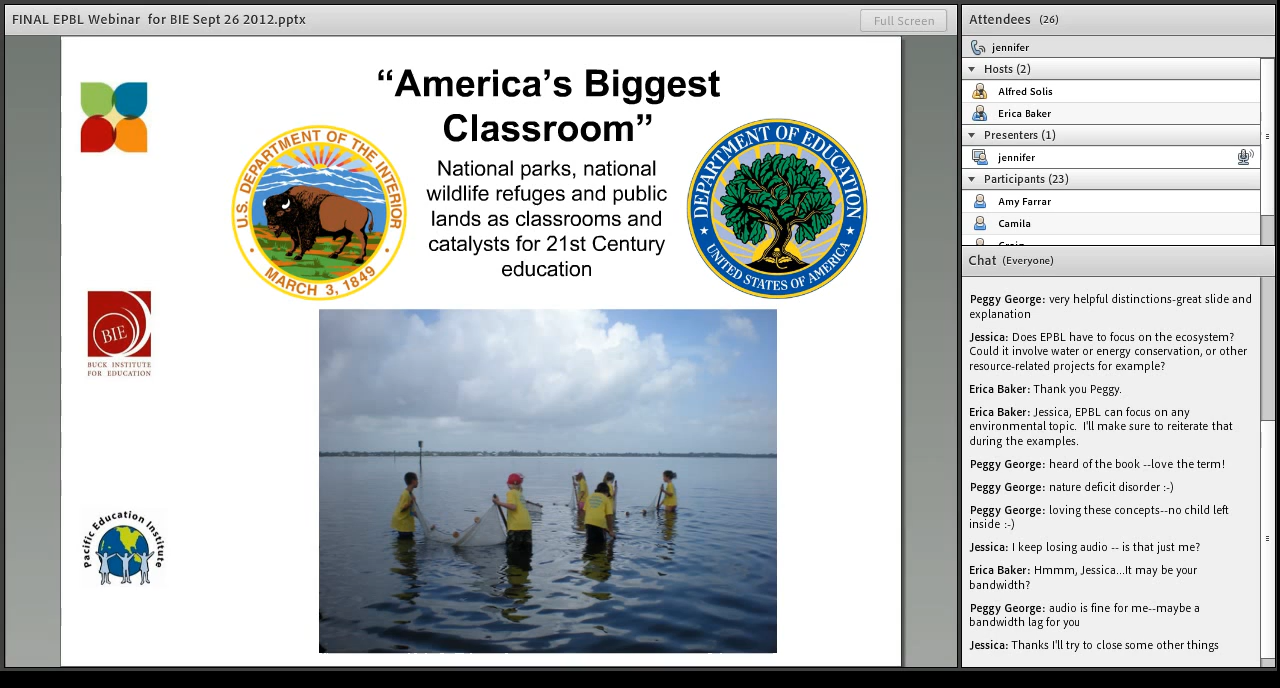 FINAL EPBL Webinar  for BIE Sept 26 2012.pptx
Full Screen
“America’s Biggest
Classroom”
National parks, national
wildlife refuges and public
lands as classrooms and
catalysts for 21st Century
education
U.S. DEPARTMENT OF THE INTERIOR
MARCH 3, 1849
DEPARTMENT OF EDUCATION
UNITED STATES OF AMERICA
BIE
BUCK INSTITUTE
FOR EDUCATION
Pacific Education Institute
Attendees (26)
jennifer
Hosts (2)
Alfred Solis
Erica Baker
Presenters (1)
jennifer
Participants (23)
Amy Farrar
Camila
Chat (Everyone)
Peggy George: very helpful distinctions-great slide and
explanation
Jessica: Does EPBL have to focus on the ecosystem?
Could it involve water or energy conservation, or other
resource-related projects for example?
Erica Baker: Thank you Peggy.
Erica Baker: Jessica, EPBL can focus on any
environmental topic.  I'll make sure to reiterate that
during the examples.
Peggy George: heard of the book --love the term!
Peggy George: nature deficit disorder :-)
Peggy George: loving these concepts--no child left
inside :-)
Jessica: I keep losing audio -- is that just me?
Erica Baker: Hmmm, Jessica...It may be your
bandwidth?
Peggy George: audio is fine for me--maybe a
bandwidth lag for you
Jessica: Thanks I'll try to close some other things